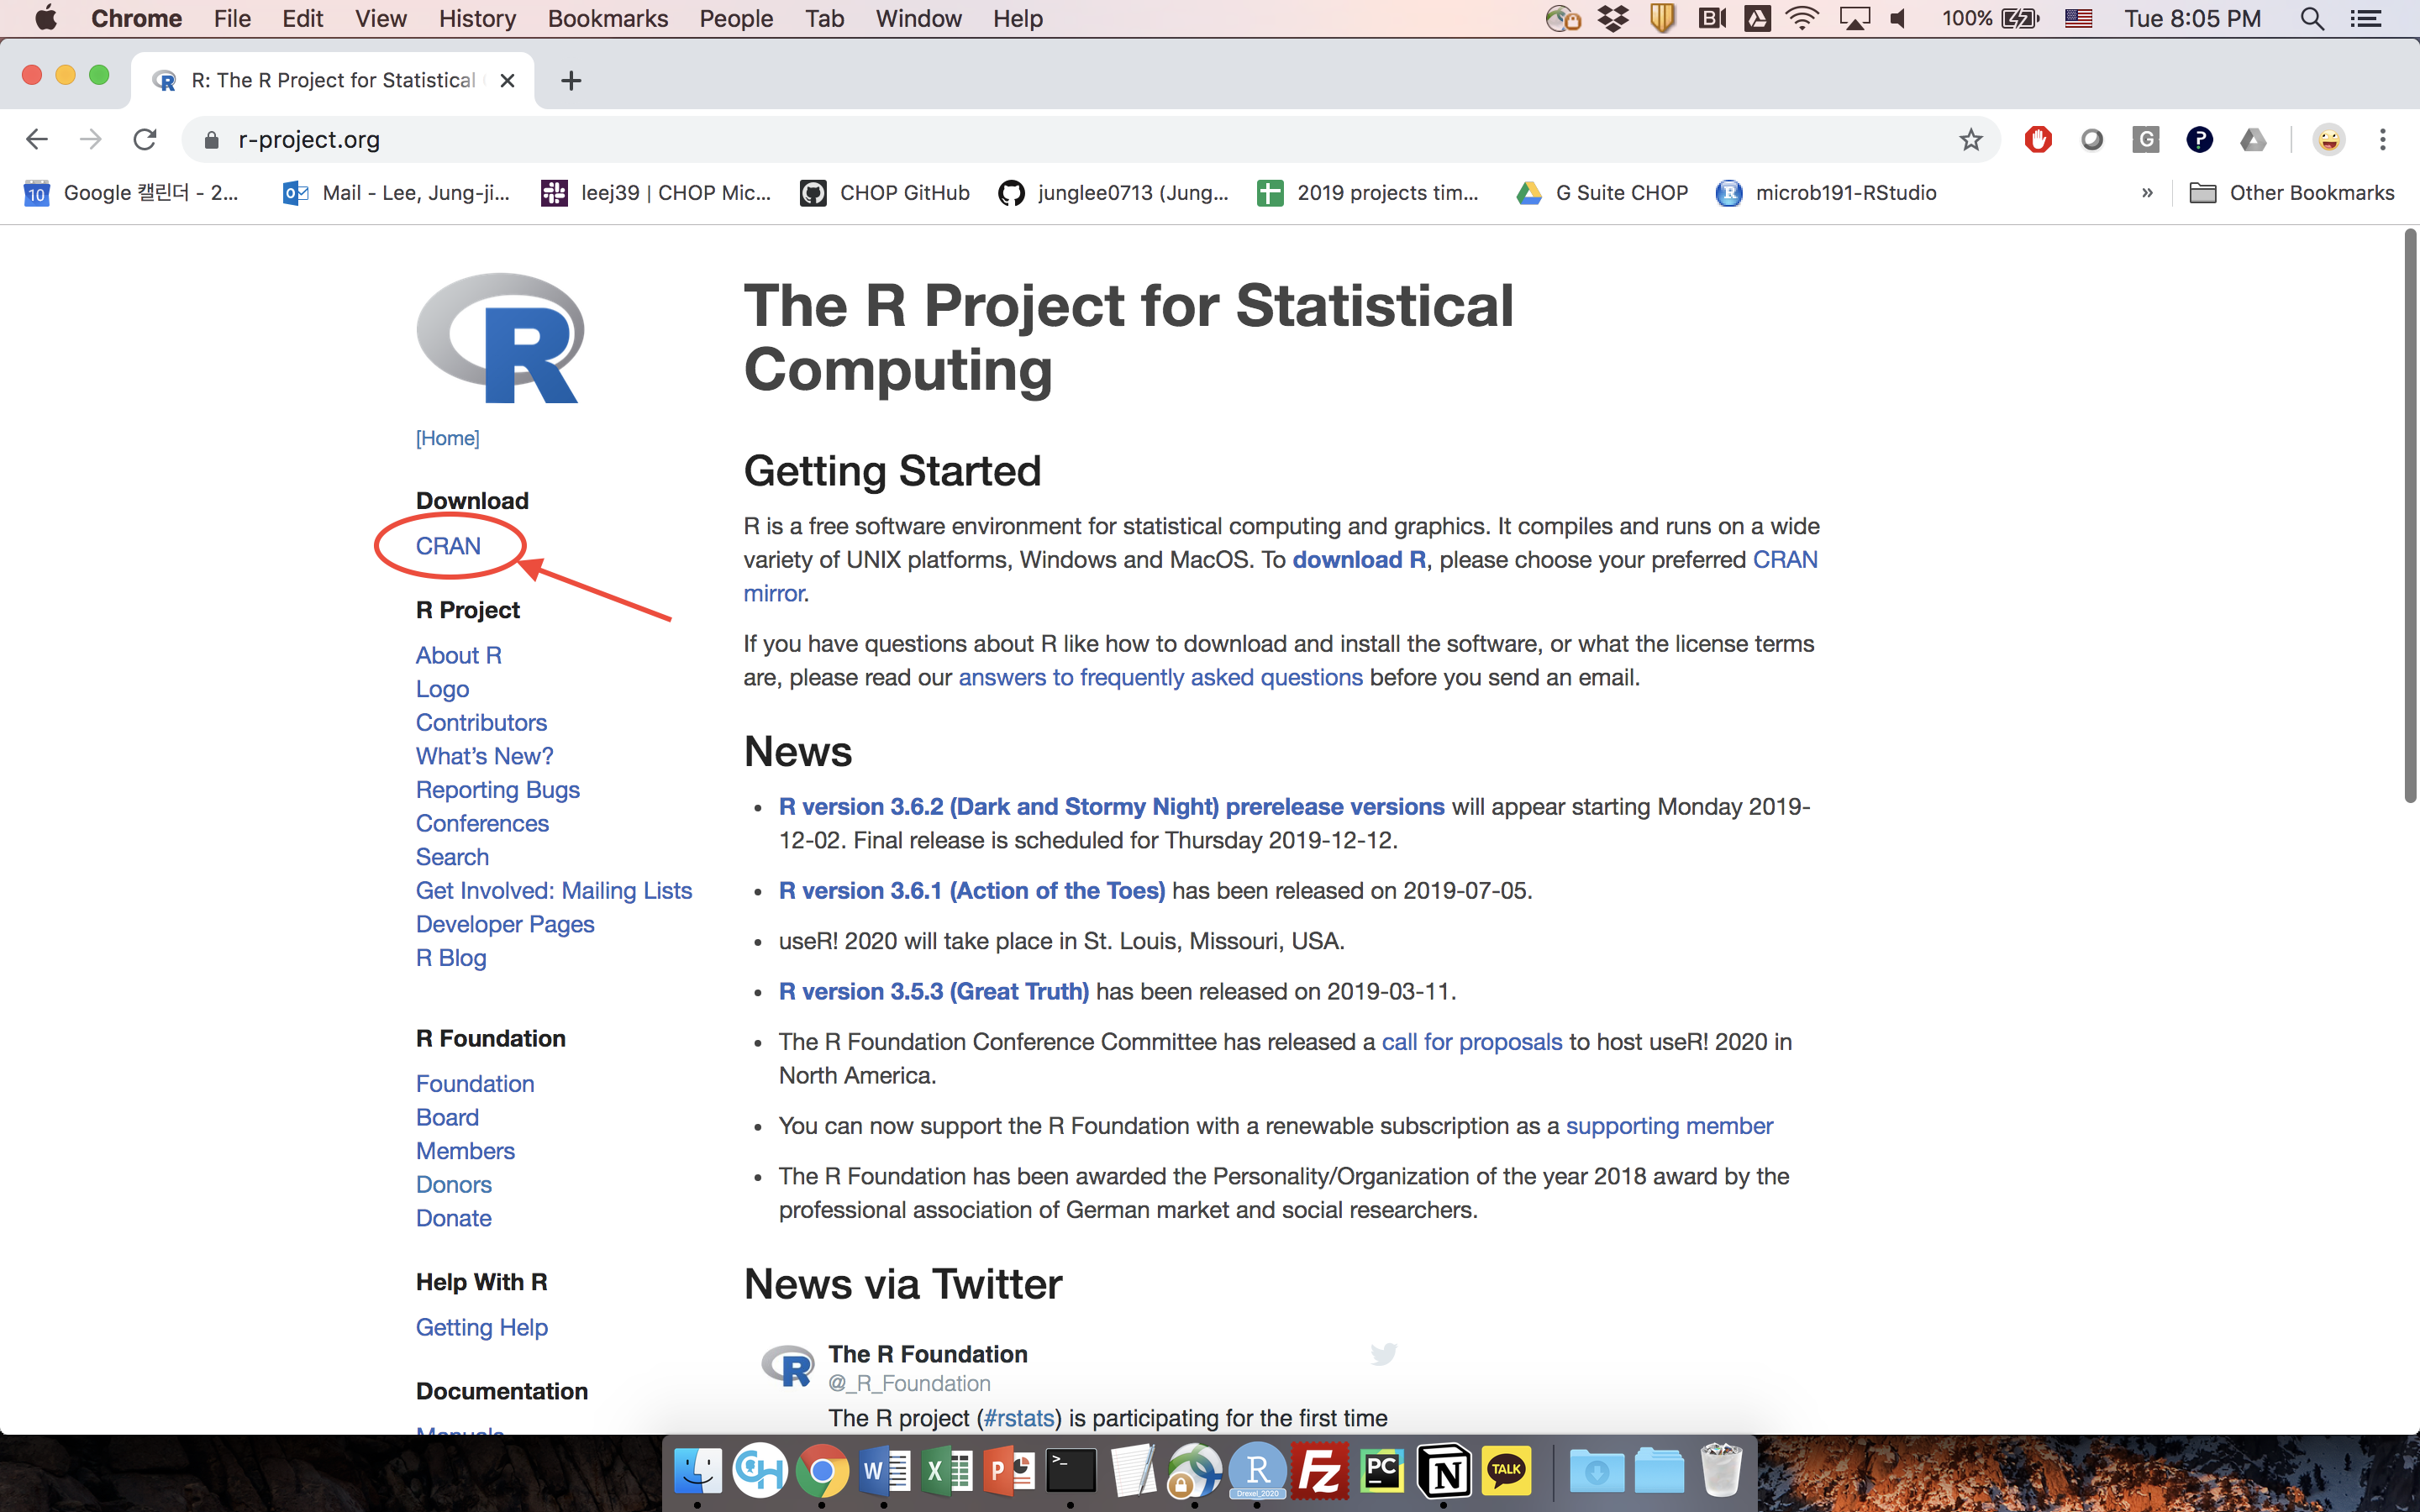 Chrome File Edit View History Bookmarks People Tab Window Help 100% Tue 8:05 PM
R: The R Project for Statistical
r-project.org
10 Google 캘린더 - 2... Mail - Lee, Jung-ji... leej39 | CHOP Mic... CHOP GitHub junglee0713 (Jung... 2019 projects tim... G Suite CHOP microb191-RStudio » Other Bookmarks
R
[Home]
Download
CRAN
R Project
About R
Logo
Contributors
What's New?
Reporting Bugs
Conferences
Search
Get Involved: Mailing Lists
Developer Pages
R Blog
R Foundation
Foundation
Board
Members
Donors
Donate
Help With R
Getting Help
Documentation
Manuals
The R Project for Statistical
Computing
Getting Started
R is a free software environment for statistical computing and graphics. It compiles and runs on a wide
variety of UNIX platforms, Windows and MacOS. To download R, please choose your preferred CRAN
mirror.
If you have questions about R like how to download and install the software, or what the license terms
are, please read our answers to frequently asked questions before you send an email.
News
• R version 3.6.2 (Dark and Stormy Night) prerelease versions will appear starting Monday 2019-
12-02. Final release is scheduled for Thursday 2019-12-12.
• R version 3.6.1 (Action of the Toes) has been released on 2019-07-05.
• useR! 2020 will take place in St. Louis, Missouri, USA.
• R version 3.5.3 (Great Truth) has been released on 2019-03-11.
• The R Foundation Conference Committee has released a call for proposals to host useR! 2020 in
North America.
• You can now support the R Foundation with a renewable subscription as a supporting member
• The R Foundation has been awarded the Personality/Organization of the year 2018 award by the
professional association of German market and social researchers.
News via Twitter
R The R Foundation
@_R_Foundation
The R project (#rstats) is participating for the first time
W X P >_ R Drexel_2020 Fz PC N TALK